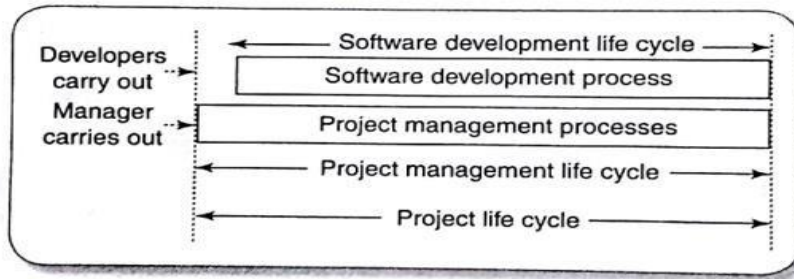 Software development life cycle
Developers
carry out
Software development process
Manager
carries out
Project management processes
Project management life cycle
Project life cycle